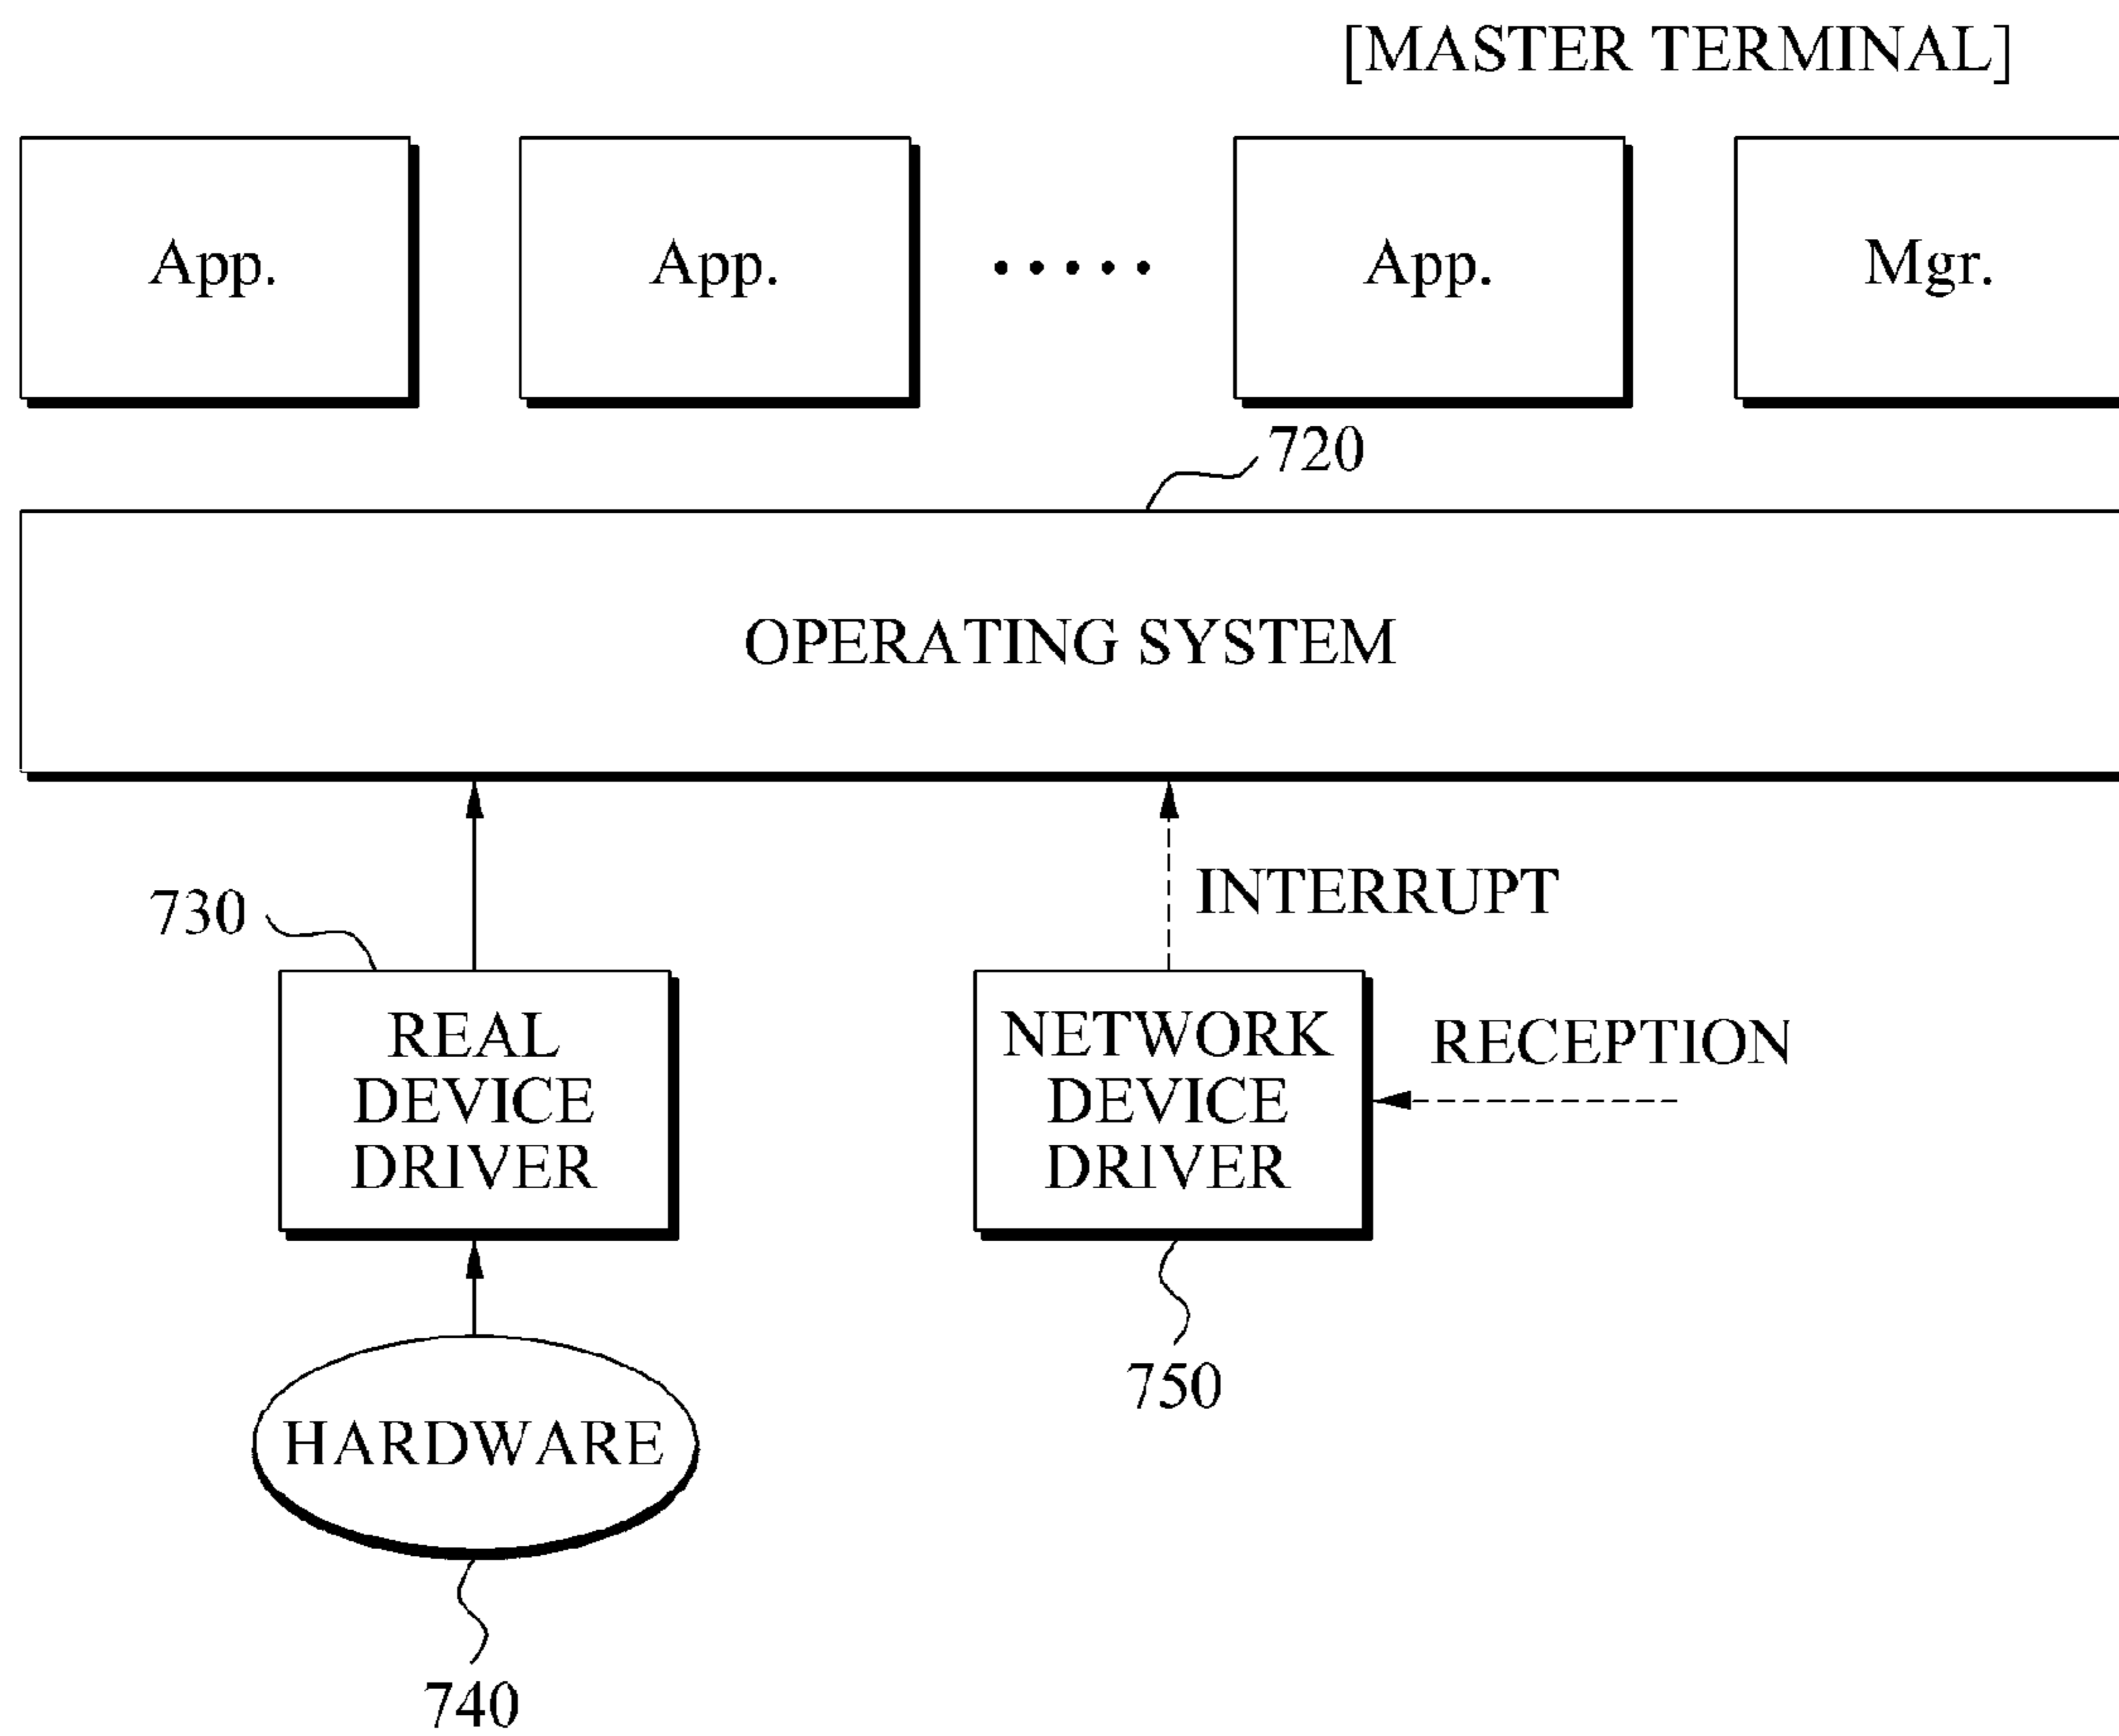 [MASTER TERMINAL]
App. App. ..... App. Mgr.
720
OPERATING SYSTEM
INTERRUPT
730
REAL
DEVICE
DRIVER
NETWORK
DEVICE
DRIVER
RECEPTION
750
HARDWARE
740